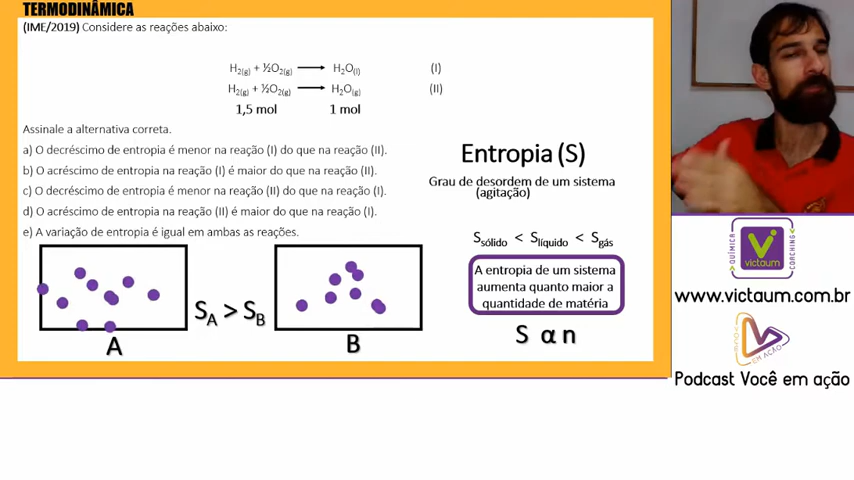 TERMODINÂMICA
(IME/2019) Considere as reações abaixo:
H2(g) + ½O2(g) → H2O(l) (I)
H2(g) + ½O2(g) → H2O(g) (II)
1,5 mol 1 mol
Assinale a alternativa correta.
a) O decréscimo de entropia é menor na reação (I) do que na reação (II).
b) O acréscimo de entropia na reação (I) é maior do que na reação (II).
c) O decréscimo de entropia é menor na reação (II) do que na reação (I).
d) O acréscimo de entropia na reação (II) é maior do que na reação (I).
e) A variação de entropia é igual em ambas as reações.
A
SA > SB
B
Entropia (S)
Grau de desordem de um sistema
(agitação)
Ssólido < Slíquido < Sgás
A entropia de um sistema
aumenta quanto maior a
quantidade de matéria
S α n
QUÍMICA
victaum
COACHING
www.victaum.com.br
Podcast Você em ação